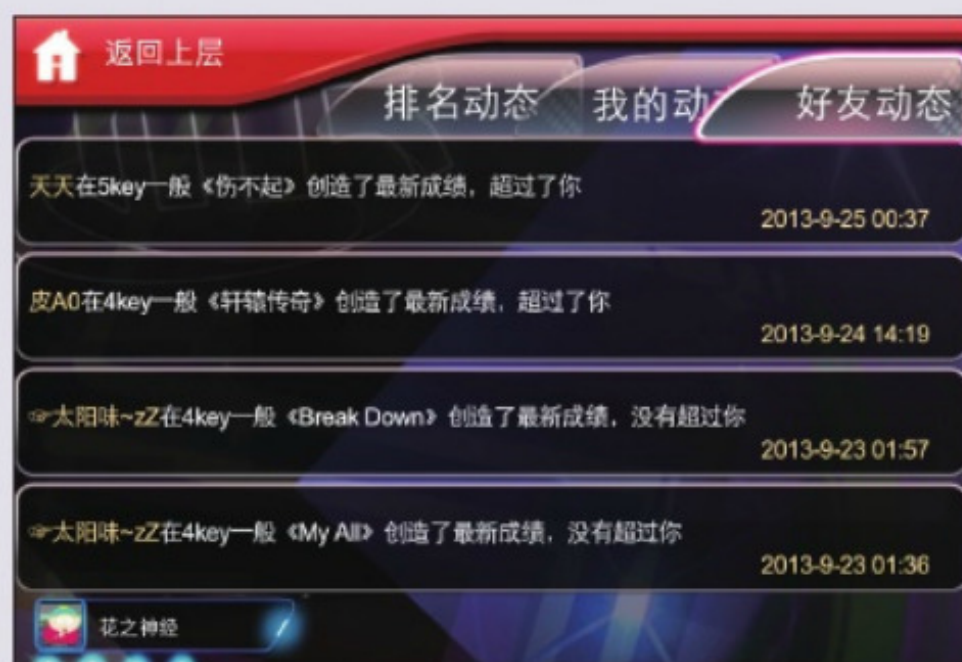 返回上层
排名动态
我的动
好友动态
天天在5key一般《伤不起》创造了最新成绩，超过了你
2013-9-25 00:37
皮A0在4key一般《轩辕传奇》创造了最新成绩，超过了你
2013-9-24 14:19
☞太阳味~zZ在4key一般《Break Down》创造了最新成绩，没有超过你
2013-9-23 01:57
☞太阳味~zZ在4key一般《My All》创造了最新成绩，没有超过你
2013-9-23 01:36
花之神经